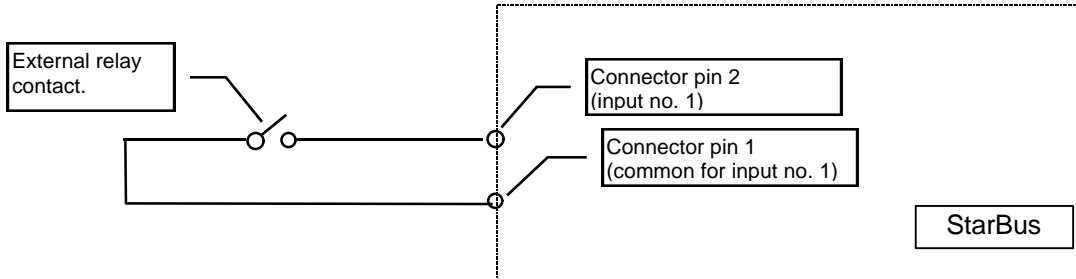 External relay
contact.
Connector pin 2
(input no. 1)
Connector pin 1
(common for input no. 1)
StarBus